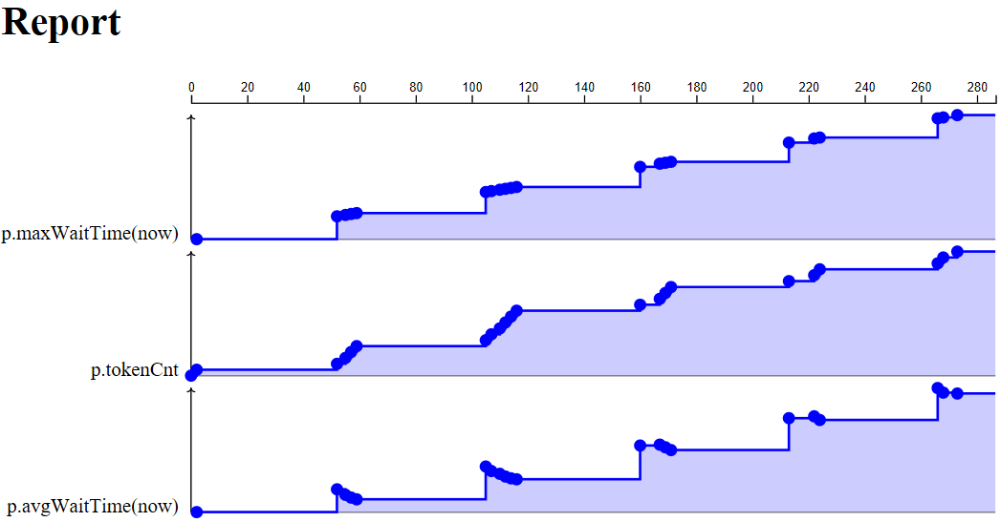 Report
0 20 40 60 80 100 120 140 160 180 200 220 240 260 280
p.maxWaitTime(now)
p.tokenCnt
p.avgWaitTime(now)